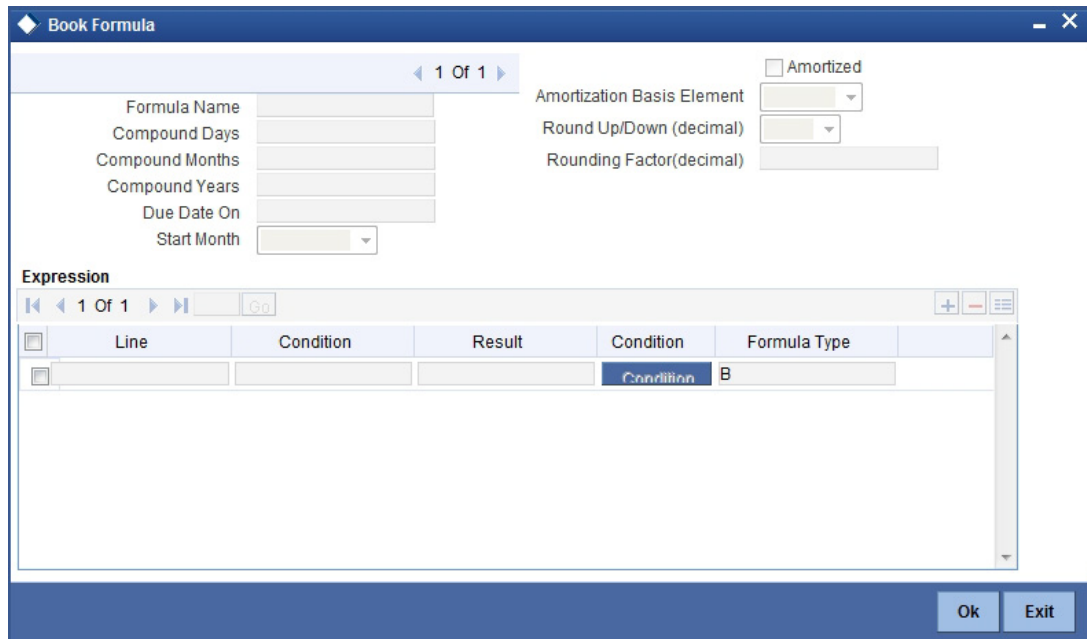 Book Formula
1 Of 1
Formula Name
Compound Days
Compound Months
Compound Years
Due Date On
Start Month
Amortized
Amortization Basis Element
Round Up/Down (decimal)
Rounding Factor(decimal)
Expression
1 Of 1 Go
Line Condition Result Condition Formula Type
Condition B
Ok Exit